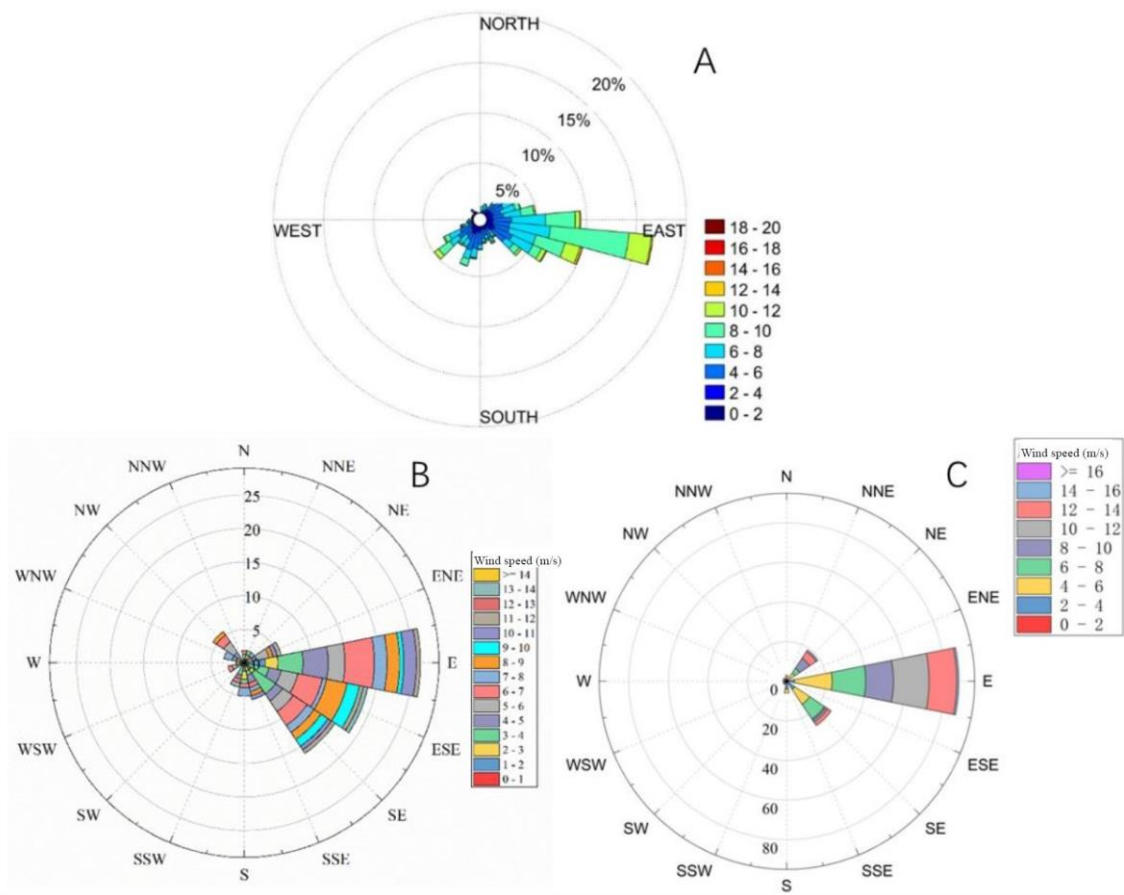 NORTH
A
20%
15%
10%
5%
WEST
EAST
SOUTH
18 - 20
16 - 18
14 - 16
12 - 14
10 - 12
8 - 10
6 - 8
4 - 6
2 - 4
0 - 2
B
N
NNW
NNE
NW
NE
WNW
ENE
W
E
WSW
ESE
SW
SE
SSW
SSE
S
25
20
15
10
5
Wind speed (m/s)
>= 14
13 - 14
12 - 13
11 - 12
10 - 11
9 - 10
8 - 9
7 - 8
6 - 7
5 - 6
4 - 5
3 - 4
2 - 3
1 - 2
0 - 1
C
N
NNW
NNE
NW
NE
WNW
ENE
W
E
WSW
ESE
SW
SE
SSW
SSE
S
0
20
40
60
80
Wind speed (m/s)
>= 16
14 - 16
12 - 14
10 - 12
8 - 10
6 - 8
4 - 6
2 - 4
0 - 2